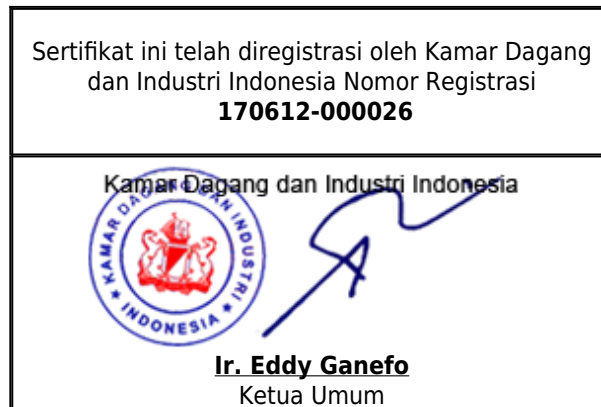 Sertifikat ini telah diregistrasi oleh Kamar Dagang
dan Industri Indonesia Nomor Registrasi
170612-000026
Kamar Dagang dan Industri Indonesia
KAMAR DAGANG DAN INDUSTRI
INDONESIA
Ir. Eddy Ganefo
Ketua Umum